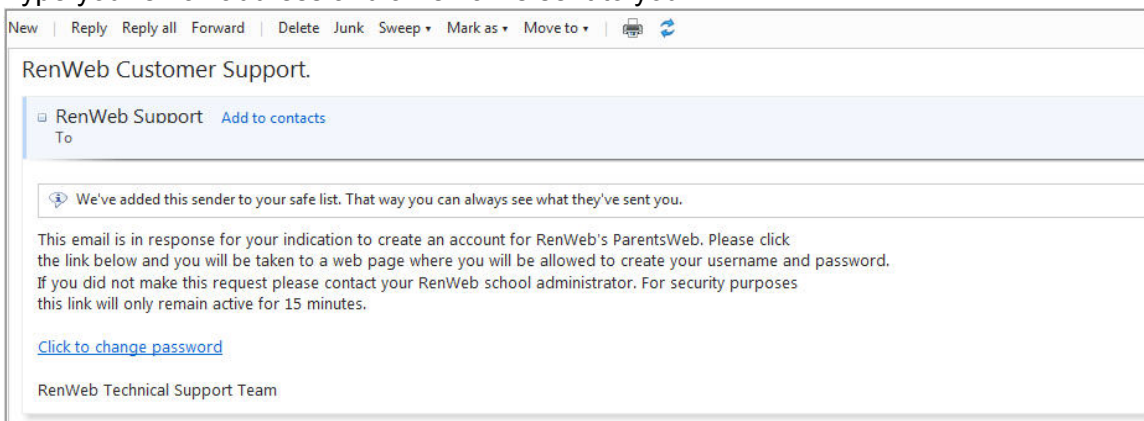 New | Reply Reply all Forward | Delete Junk Sweep ▾ Mark as ▾ Move to ▾ |
RenWeb Customer Support.
RenWeb Support Add to contacts
To
We've added this sender to your safe list. That way you can always see what they've sent you.
This email is in response for your indication to create an account for RenWeb's ParentsWeb. Please click
the link below and you will be taken to a web page where you will be allowed to create your username and password.
If you did not make this request please contact your RenWeb school administrator. For security purposes
this link will only remain active for 15 minutes.
Click to change password
RenWeb Technical Support Team